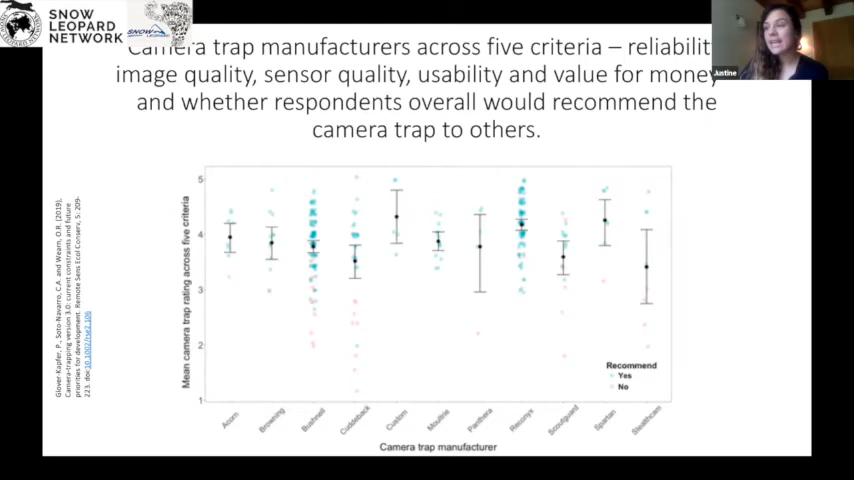 SNOW
LEOPARD
NETWORK
SNOW
Camera trap manufacturers across five criteria – reliabilit
image quality, sensor quality, usability and value for money
and whether respondents overall would recommend the
camera trap to others.
Justine
Glover-Kapfer, P., Soto-Navarro, C.A. and Wearn, O.R. (2019),
Camera-trapping version 3.0: current constraints and future
priorities for development. Remote Sens Ecol Conserv, 5: 209-
223. doi:10.1002/rse2.106
Mean camera trap rating across five criteria
5
4
3
2
1
Recommend
Yes
No
Acorn
Browning
Bushnell
Cuddeback
Custom
Moultrie
Panthera
Reconyx
Scoutguard
Spartan
Stealthcam
Camera trap manufacturer